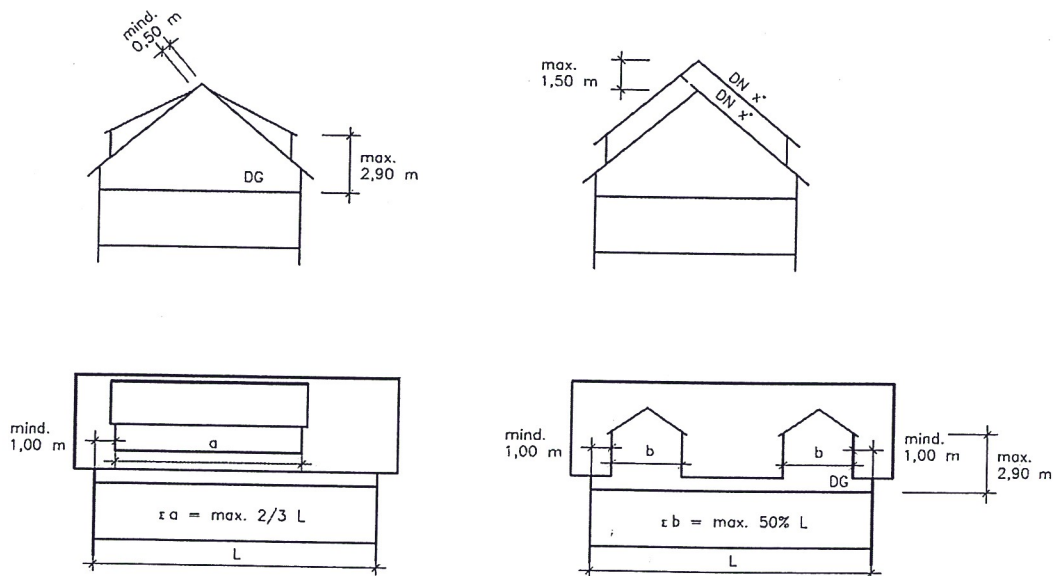 mind.
0,50 m
max.
2,90 m
DG
max.
1,50 m
DN x°
DN x°
mind.
1,00 m
a
Σa = max. 2/3 L
L
mind.
1,00 m
b
b
DG
mind.
1,00 m
max.
2,90 m
Σb = max. 50% L
L